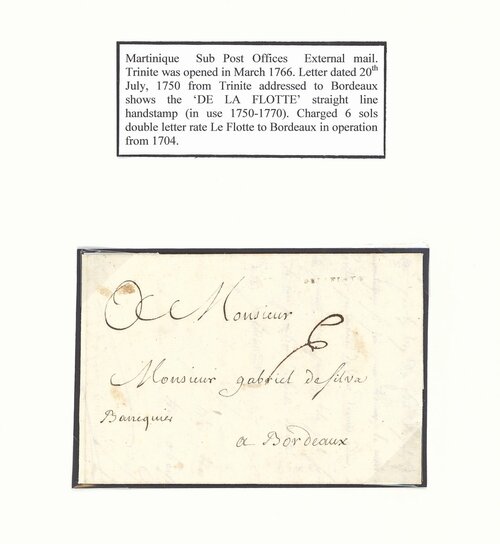 Martinique Sub Post Offices External mail.
Trinite was opened in March 1766. Letter dated 20th
July, 1750 from Trinite addressed to Bordeaux
shows the ‘DE LA FLOTTE’ straight line
handstamp (in use 1750-1770). Charged 6 sols
double letter rate Le Flotte to Bordeaux in operation
from 1704.
A Monsieur
6
Monsieur gabriel de Silva
Banequier
a Bordeaux